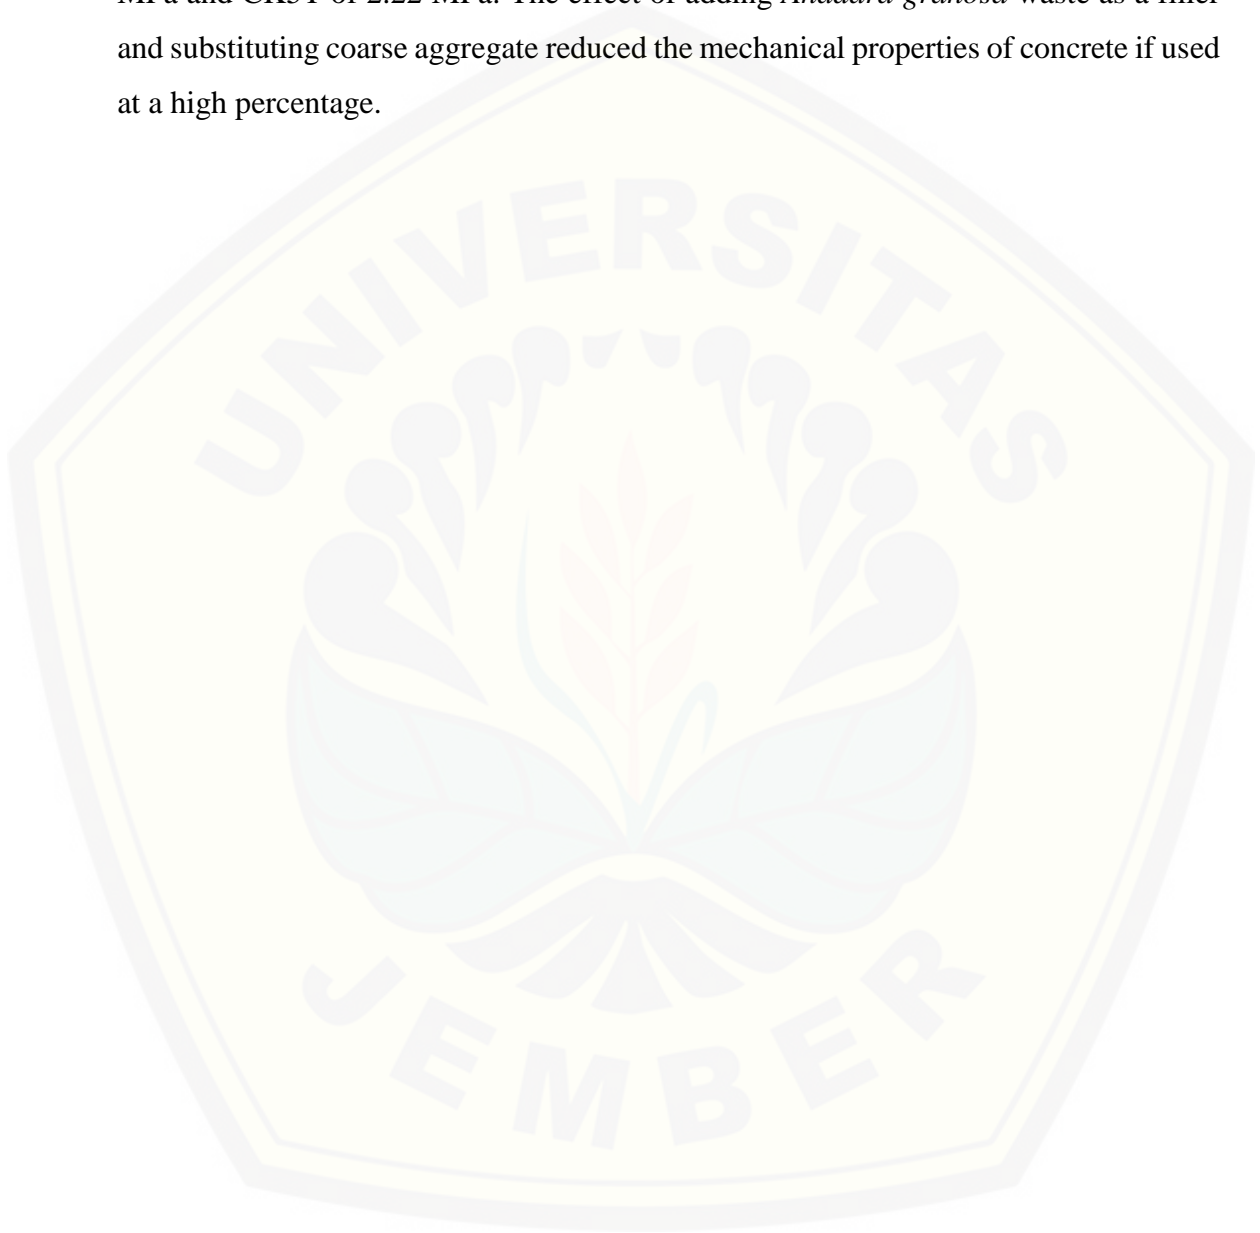 MPa and CK5T of 2.22 MPa. The effect of adding Anadara granosa waste as a filler
and substituting coarse aggregate reduced the mechanical properties of concrete if used
at a high percentage.
UNIVERSITAS
JEMBER